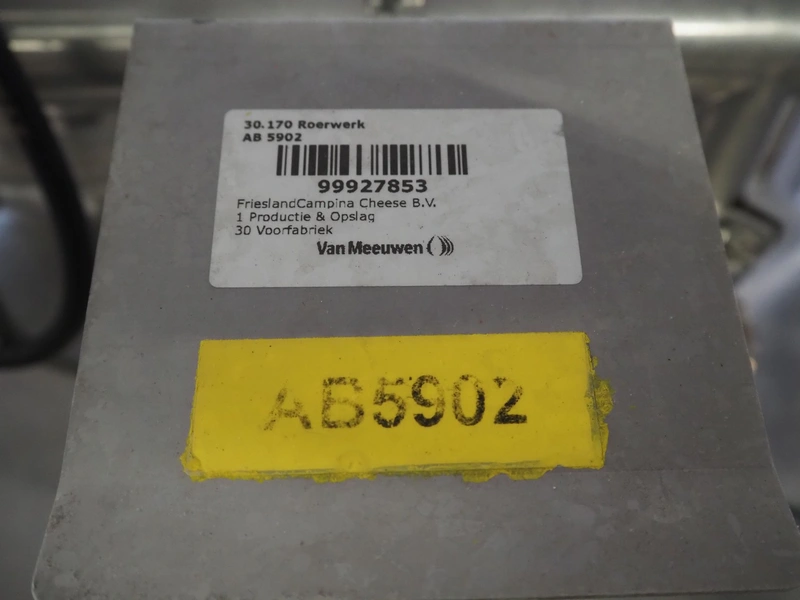 30.170 Roerwerk
AB 5902
99927853
FrieslandCampina Cheese B.V.
1 Productie & Opslag
30 Voorfabriek
Van Meeuwen
AB5902